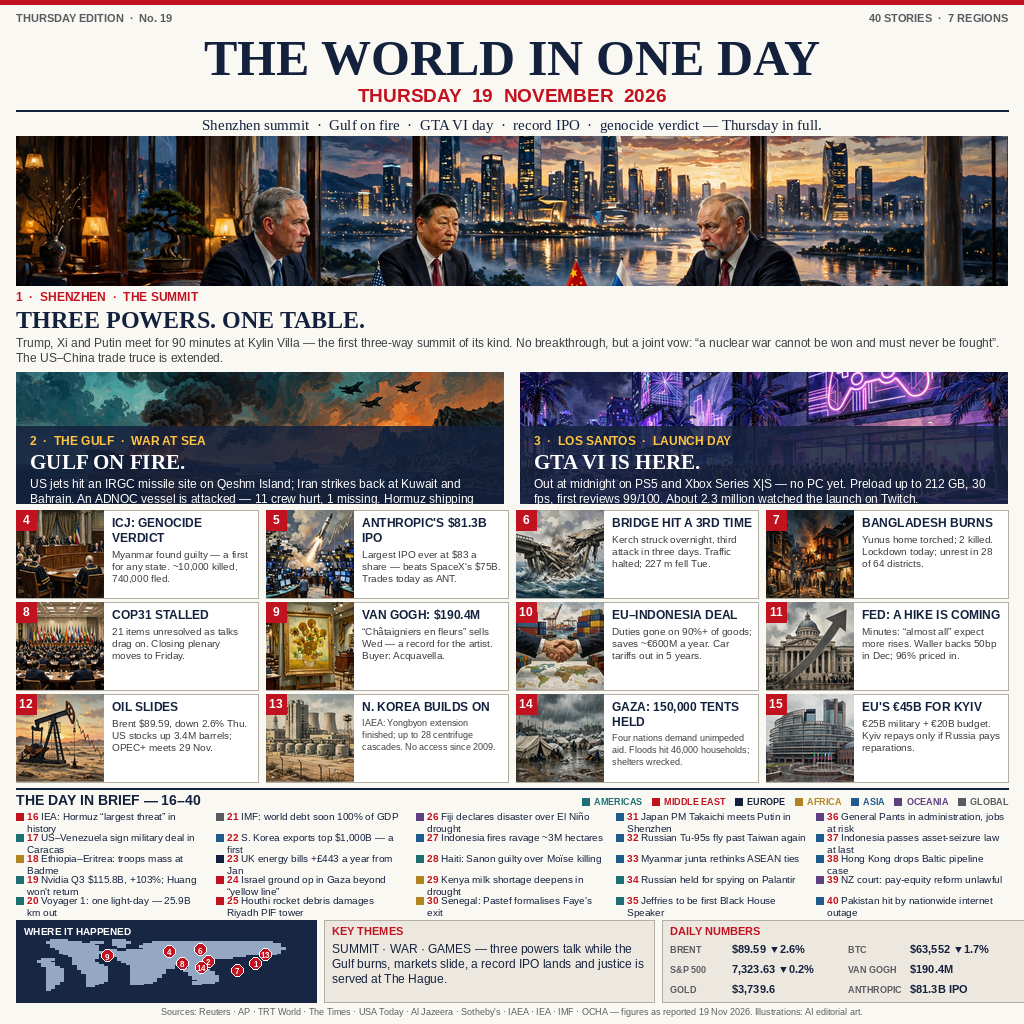 THURSDAY EDITION · No. 19
40 STORIES · 7 REGIONS
THE WORLD IN ONE DAY
THURSDAY 19 NOVEMBER 2026
Shenzhen summit · Gulf on fire · GTA VI day · record IPO · genocide verdict — Thursday in full.
1 · SHENZHEN · THE SUMMIT
THREE POWERS. ONE TABLE.
Trump, Xi and Putin meet for 90 minutes at Kylin Villa — the first three-way summit of its kind. No breakthrough, but a joint vow: “a nuclear war cannot be won and must never be fought”.
The US–China trade truce is extended.
2 · THE GULF · WAR AT SEA
GULF ON FIRE.
US jets hit an IRGC missile site on Qeshm Island; Iran strikes back at Kuwait and
Bahrain. An ADNOC vessel is attacked — 11 crew hurt, 1 missing. Hormuz shipping
3 · LOS SANTOS · LAUNCH DAY
GTA VI IS HERE.
Out at midnight on PS5 and Xbox Series X|S — no PC yet. Preload up to 212 GB, 30
fps, first reviews 99/100. About 2.3 million watched the launch on Twitch.
4
ICJ: GENOCIDE
VERDICT
Myanmar found guilty — a first
for any state. ~10,000 killed,
740,000 fled.
5
ANTHROPIC'S $81.3B
IPO
Largest IPO ever at $83 a
share — beats SpaceX's $75B.
Trades today as ANT.
6
BRIDGE HIT A 3RD TIME
Kerch struck overnight, third
attack in three days. Traffic
halted; 227 m fell Tue.
7
BANGLADESH BURNS
Yunus home torched; 2 killed.
Lockdown today; unrest in 28
of 64 districts.
8
COP31 STALLED
21 items unresolved as talks
drag on. Closing plenary
moves to Friday.
9
VAN GOGH: $190.4M
“Châtaigniers en fleurs” sells
Wed — a record for the artist.
Buyer: Acquavella.
10
EU–INDONESIA DEAL
Duties gone on 90%+ of goods;
saves ~€600M a year. Car
tariffs out in 5 years.
11
FED: A HIKE IS COMING
Minutes: “almost all” expect
more rises. Waller backs 50bp
in Dec; 96% priced in.
12
OIL SLIDES
Brent $89.59, down 2.6% Thu.
US stocks up 3.4M barrels;
OPEC+ meets 29 Nov.
13
N. KOREA BUILDS ON
IAEA: Yongbyon extension
finished; up to 28 centrifuge
cascades. No access since 2009.
14
GAZA: 150,000 TENTS
HELD
Four nations demand unimpeded
aid. Floods hit 46,000 households;
shelters wrecked.
15
EU'S €45B FOR KYIV
€25B military + €20B budget.
Kyiv repays only if Russia pays
reparations.
THE DAY IN BRIEF — 16–40
AMERICAS MIDDLE EAST EUROPE AFRICA ASIA OCEANIA GLOBAL
16 IEA: Hormuz “largest threat” in
history
17 US–Venezuela sign military deal in
Caracas
18 Ethiopia–Eritrea: troops mass at
Badme
19 Nvidia Q3 $115.8B, +103%; Huang
won't return
20 Voyager 1: one light-day — 25.9B
km out
21 IMF: world debt soon 100% of GDP
22 S. Korea exports top $1,000B — a
first
23 UK energy bills +£443 a year from
Jan
24 Israel ground op in Gaza beyond
“yellow line”
25 Houthi rocket debris damages
Riyadh PIF tower
26 Fiji declares disaster over El Niño
drought
27 Indonesia fires ravage ~3M hectares
28 Haiti: Sanon guilty over Moïse killing
29 Kenya milk shortage deepens in
drought
30 Senegal: Pastef formalises Faye's
exit
31 Japan PM Takaichi meets Putin in
Shenzhen
32 Russian Tu-95s fly past Taiwan again
33 Myanmar junta rethinks ASEAN ties
34 Russian held for spying on Palantir
35 Jeffries to be first Black House
Speaker
36 General Pants in administration, jobs
at risk
37 Indonesia passes asset-seizure law
at last
38 Hong Kong drops Baltic pipeline
case
39 NZ court: pay-equity reform unlawful
40 Pakistan hit by nationwide internet
outage
WHERE IT HAPPENED
9
4
6
8
2
14
7
1
13
KEY THEMES
SUMMIT · WAR · GAMES — three powers talk while the
Gulf burns, markets slide, a record IPO lands and justice is
served at The Hague.
DAILY NUMBERS
BRENT $89.59 ▼2.6% BTC $63,552 ▼1.7%
S&P 500 7,323.63 ▼0.2% VAN GOGH $190.4M
GOLD $3,739.6 ANTHROPIC $81.3B IPO
Sources: Reuters · AP · TRT World · The Times · USA Today · Al Jazeera · Sotheby's · IAEA · IEA · IMF · OCHA — figures as reported 19 Nov 2026. Illustrations: AI editorial art.